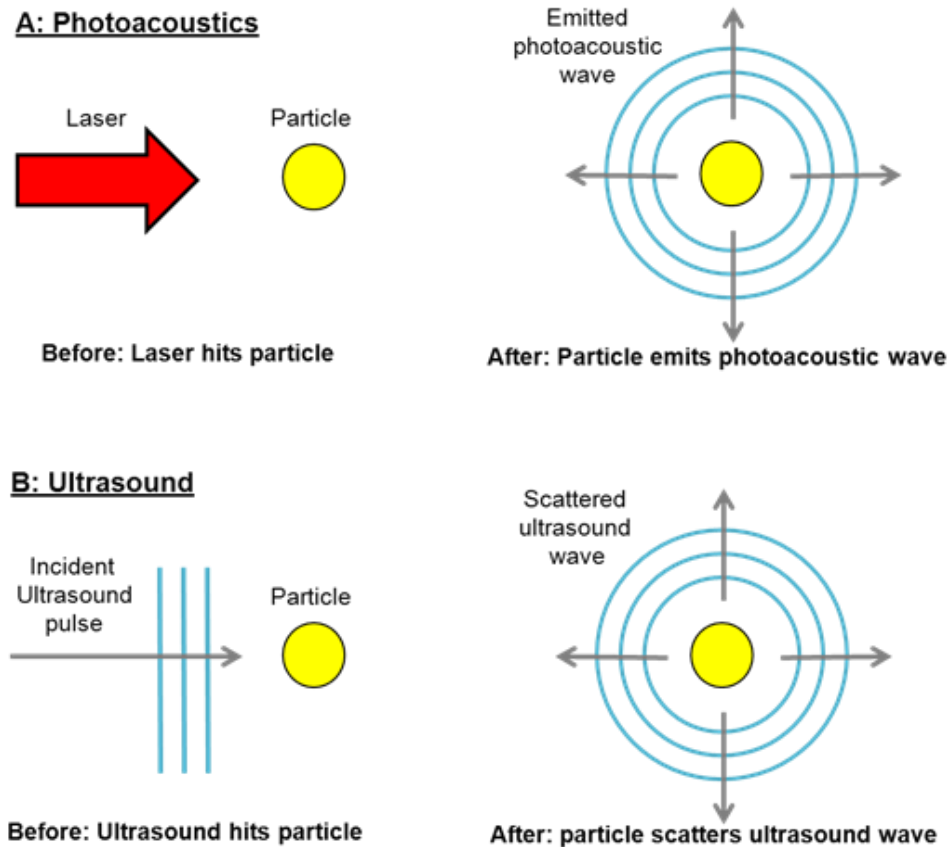 A: Photoacoustics
Laser
Particle
Emitted
photoacoustic
wave
Before: Laser hits particle
After: Particle emits photoacoustic wave
B: Ultrasound
Incident
Ultrasound
pulse
Particle
Scattered
ultrasound
wave
Before: Ultrasound hits particle
After: particle scatters ultrasound wave